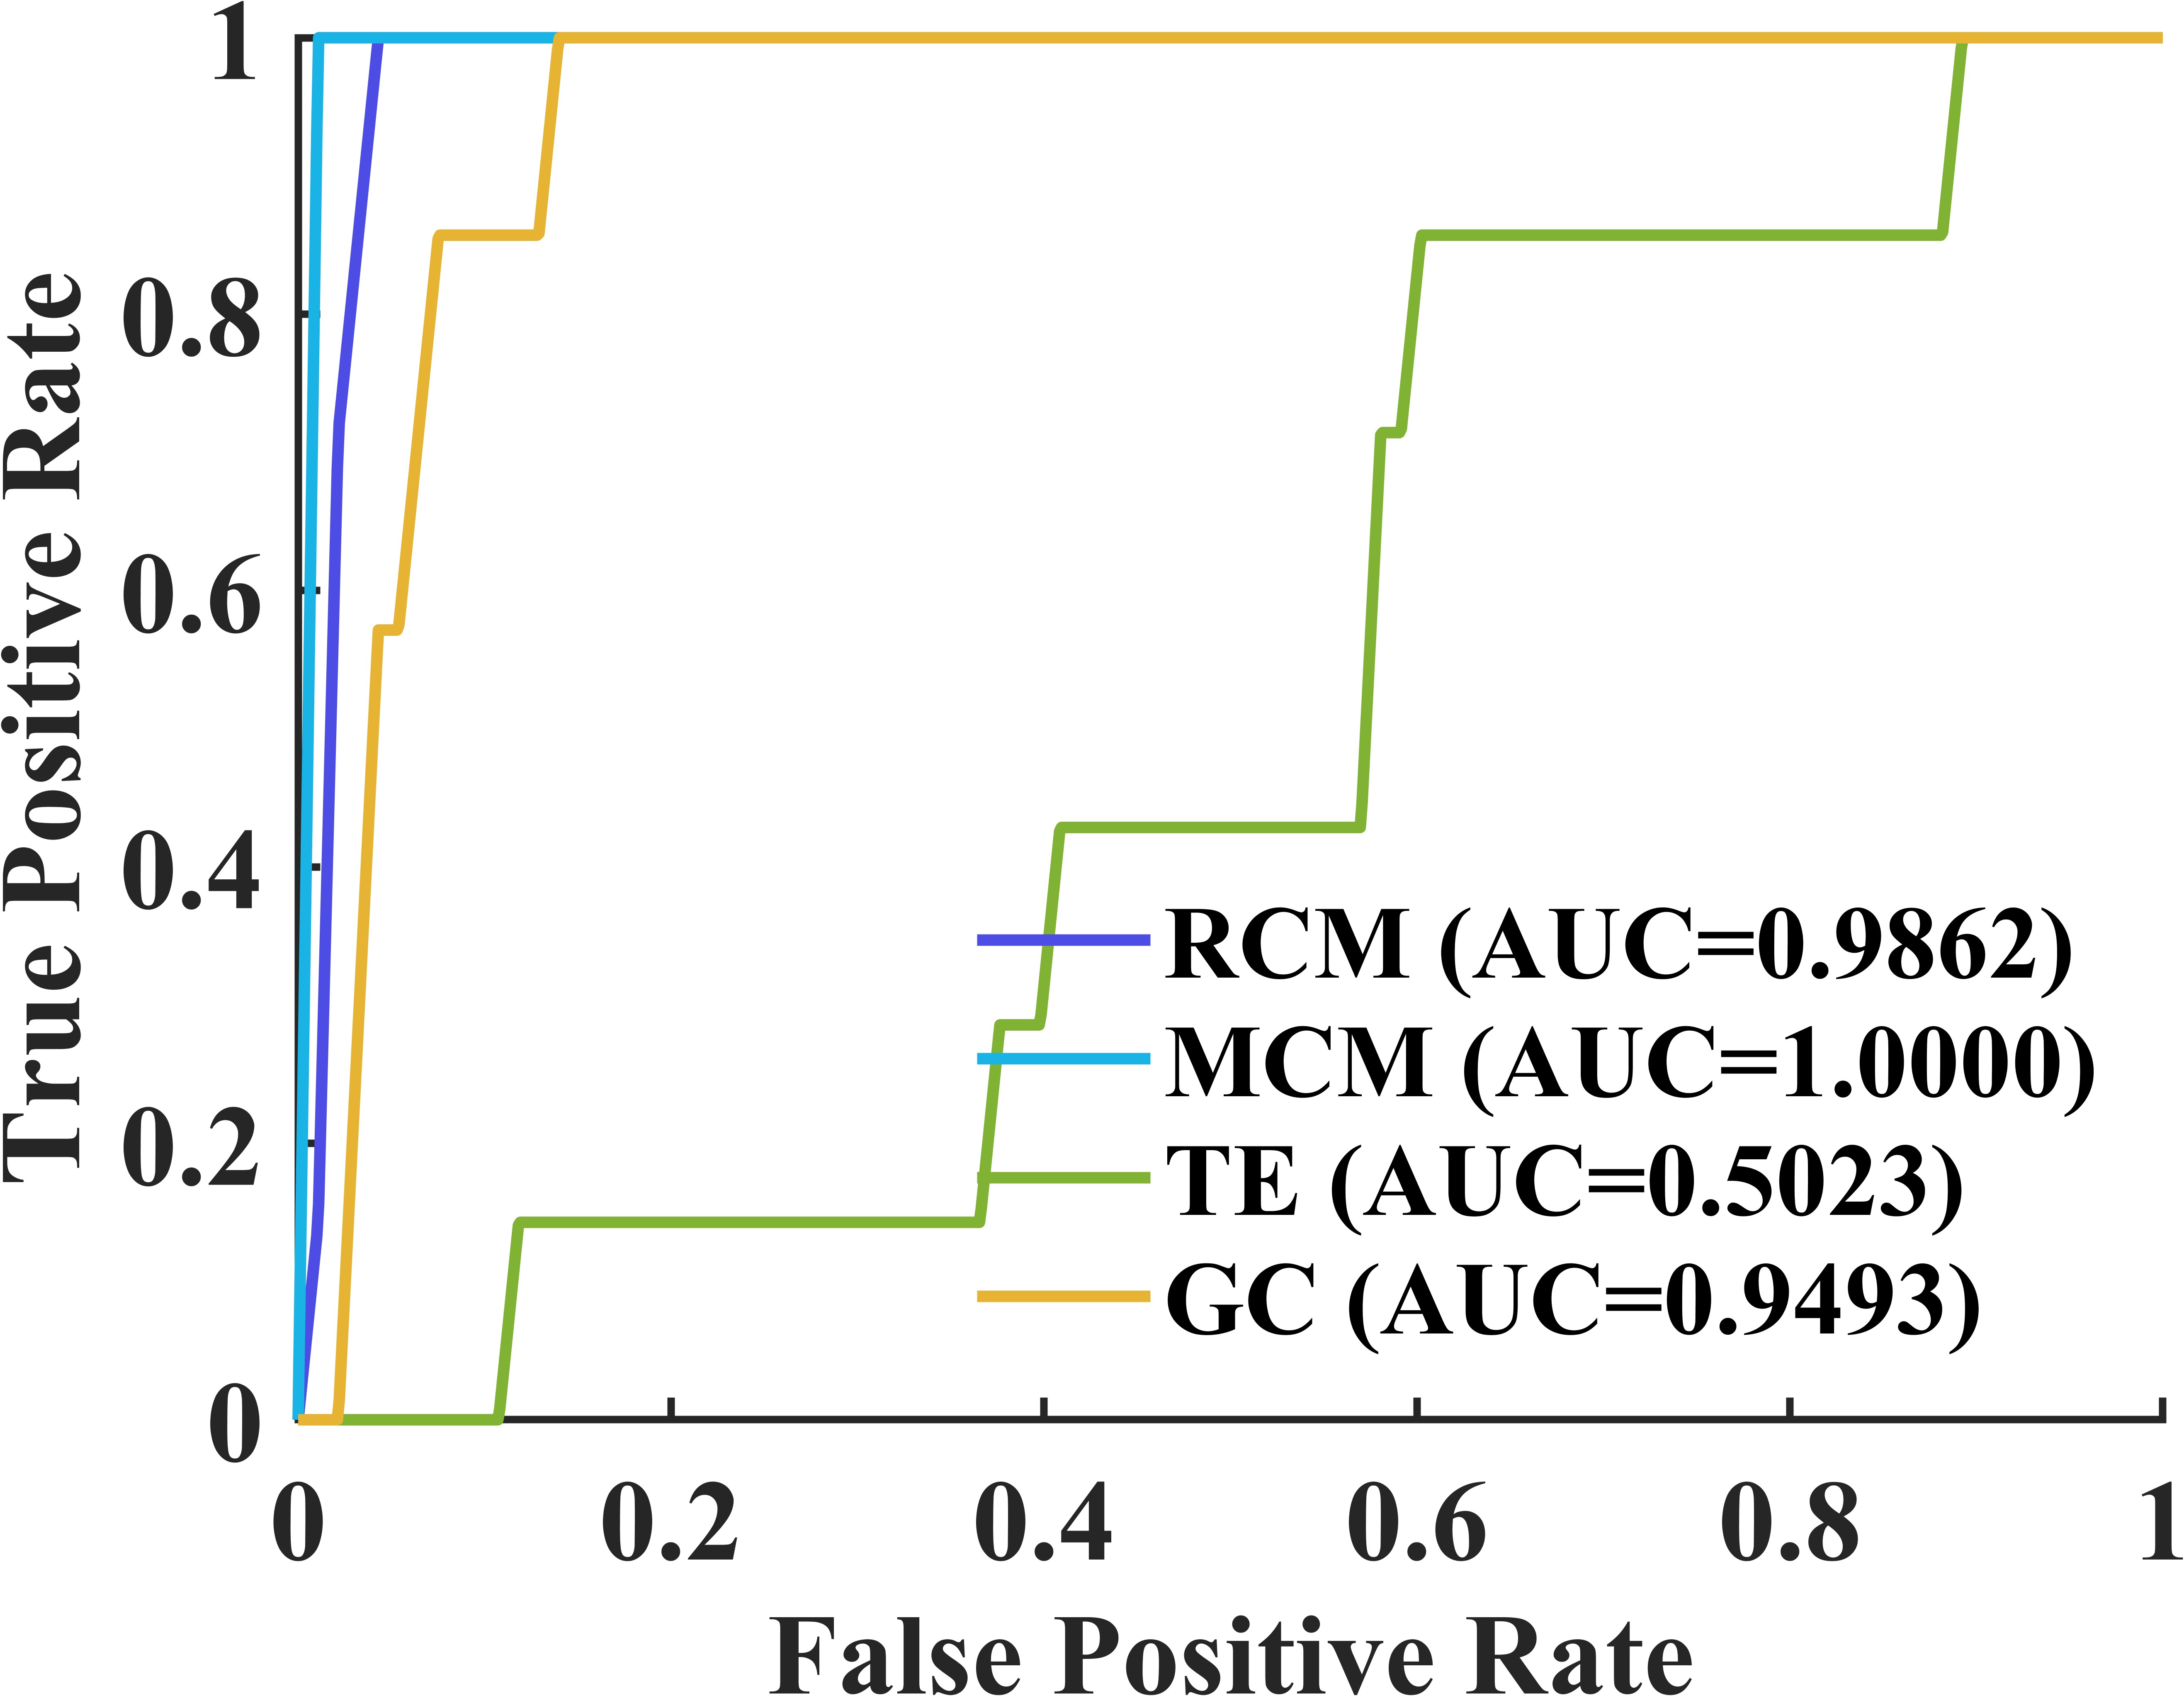 True Positive Rate
1
0.8
0.6
0.4
0.2
0
RCM (AUC=0.9862)
MCM (AUC=1.0000)
TE (AUC=0.5023)
GC (AUC=0.9493)
0 0.2 0.4 0.6 0.8 1
False Positive Rate